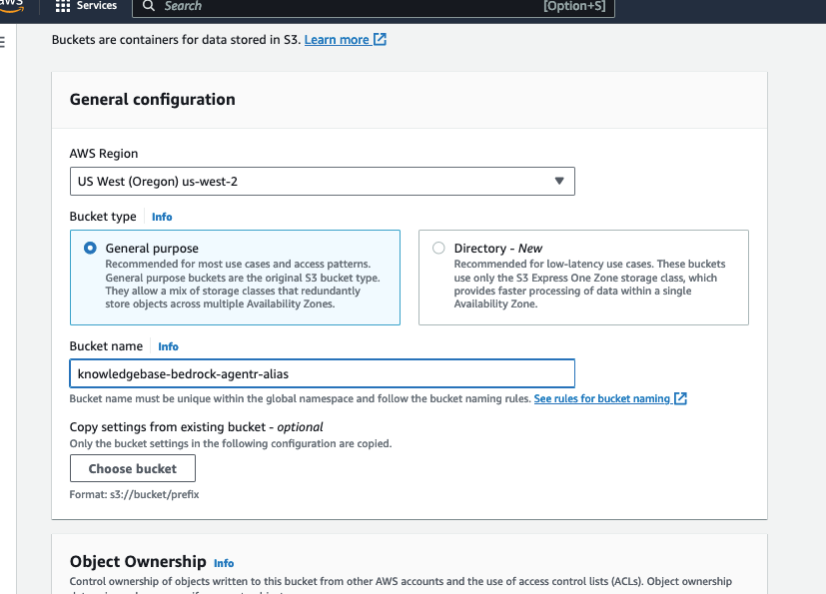 aws
Services
Search
[Option+S]
Buckets are containers for data stored in S3. Learn more
General configuration
AWS Region
US West (Oregon) us-west-2
Bucket type Info
General purpose
Recommended for most use cases and access patterns.
General purpose buckets are the original S3 bucket type.
They allow a mix of storage classes that redundantly
store objects across multiple Availability Zones.
Directory - New
Recommended for low-latency use cases. These buckets
use only the S3 Express One Zone storage class, which
provides faster processing of data within a single
Availability Zone.
Bucket name Info
knowledgebase-bedrock-agentr-alias
Bucket name must be unique within the global namespace and follow the bucket naming rules. See rules for bucket naming
Copy settings from existing bucket - optional
Only the bucket settings in the following configuration are copied.
Choose bucket
Format: s3://bucket/prefix
Object Ownership Info
Control ownership of objects written to this bucket from other AWS accounts and the use of access control lists (ACLs). Object ownership